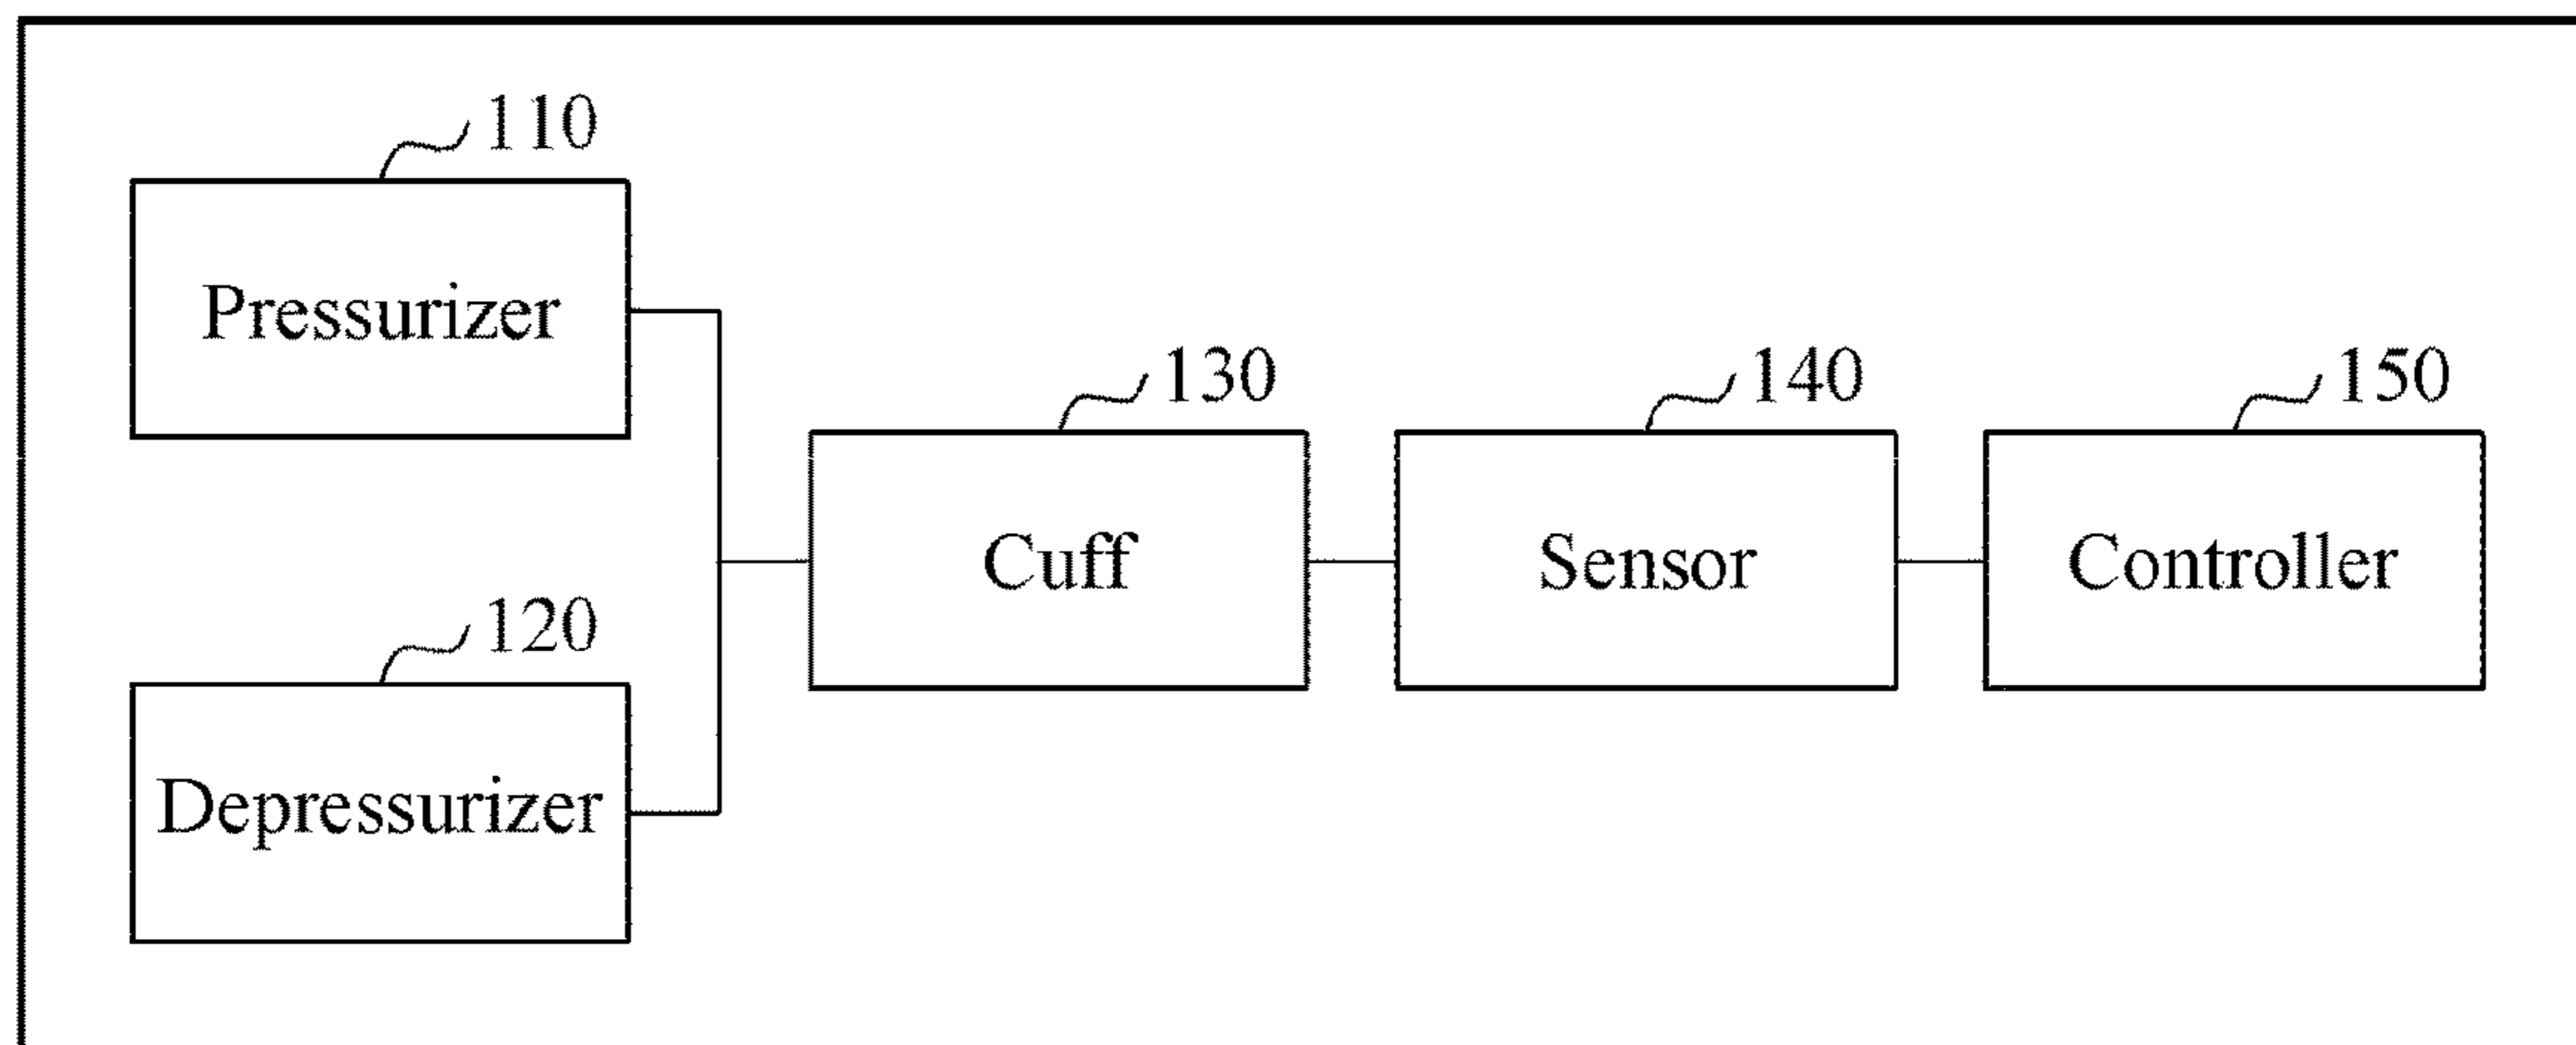 110
Pressurizer
130
140
150
Cuff
Sensor
Controller
120
Depressurizer